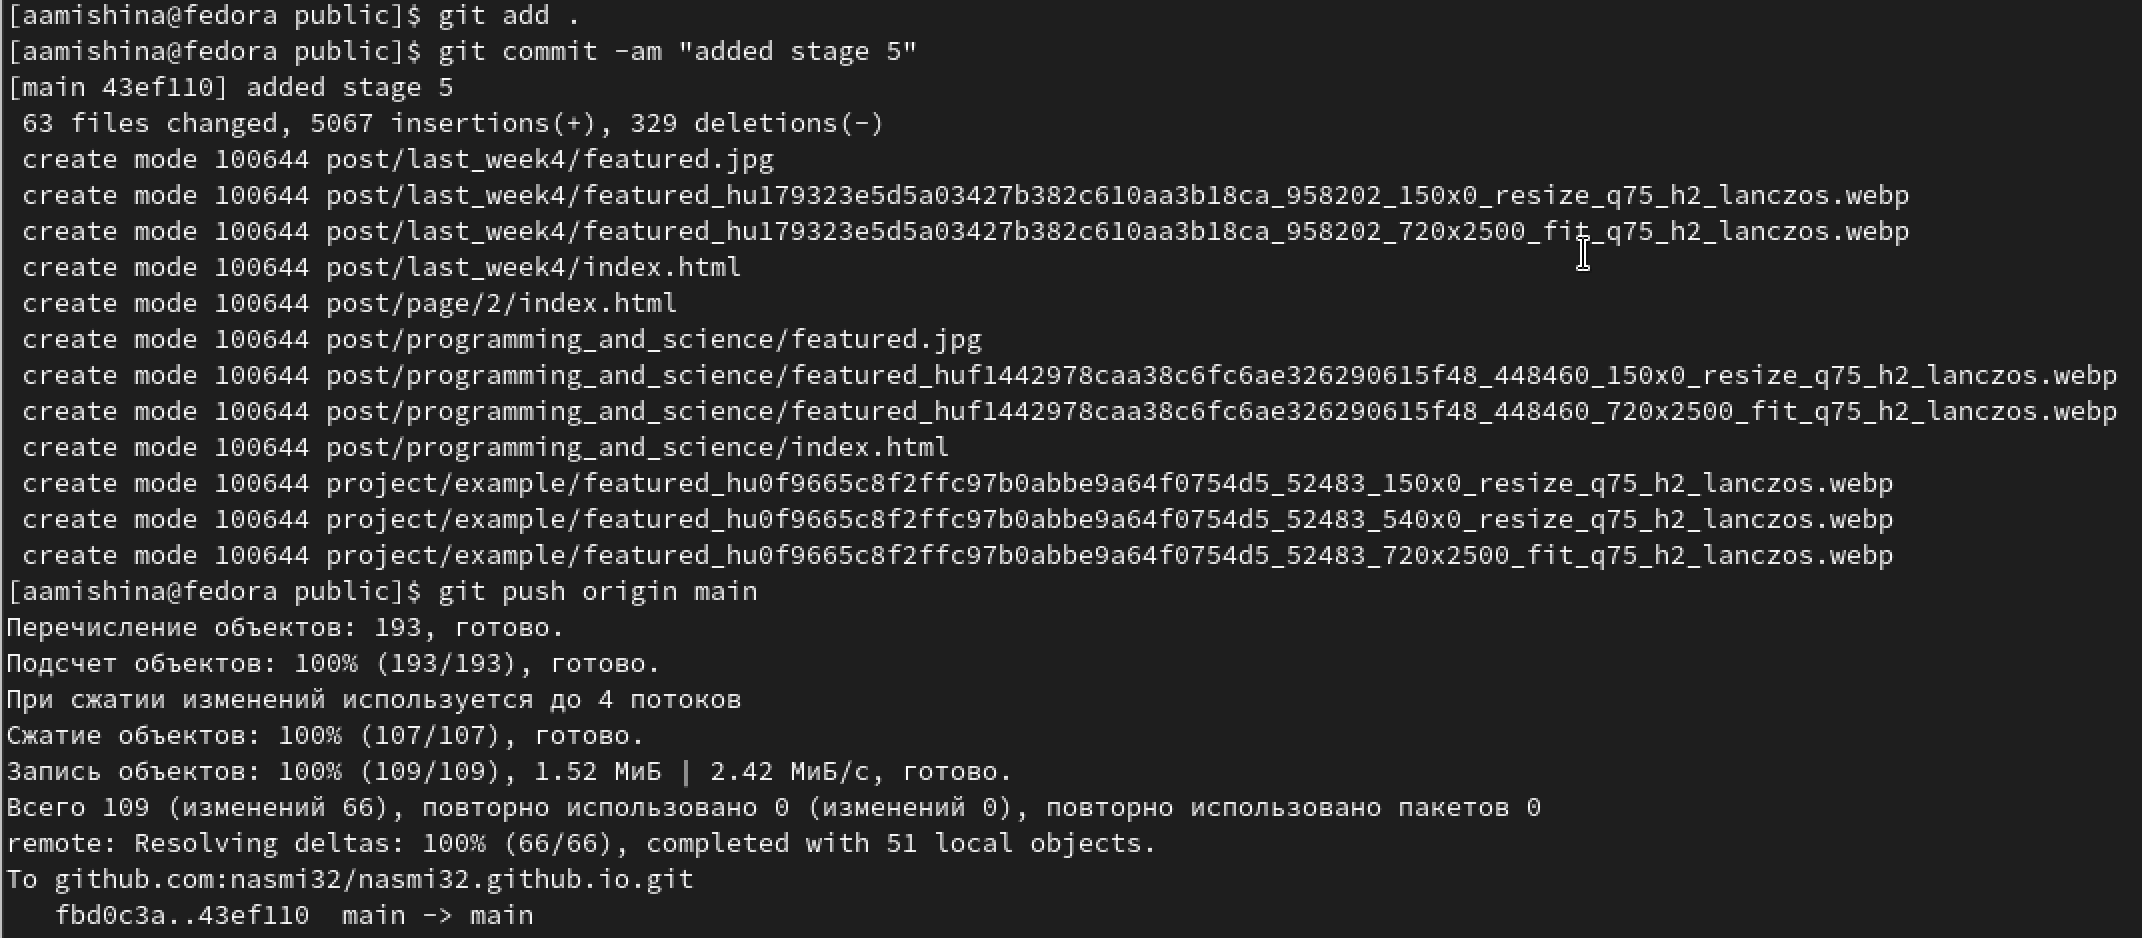 [aamishina@fedora public]$ git add .
[aamishina@fedora public]$ git commit -am "added stage 5"
[main 43ef110] added stage 5
 63 files changed, 5067 insertions(+), 329 deletions(-)
 create mode 100644 post/last_week4/featured.jpg
 create mode 100644 post/last_week4/featured_hu179323e5d5a03427b382c610aa3b18ca_958202_150x0_resize_q75_h2_lanczos.webp
 create mode 100644 post/last_week4/featured_hu179323e5d5a03427b382c610aa3b18ca_958202_720x2500_fit_q75_h2_lanczos.webp
 create mode 100644 post/last_week4/index.html
 create mode 100644 post/page/2/index.html
 create mode 100644 post/programming_and_science/featured.jpg
 create mode 100644 post/programming_and_science/featured_huf1442978caa38c6fc6ae326290615f48_448460_150x0_resize_q75_h2_lanczos.webp
 create mode 100644 post/programming_and_science/featured_huf1442978caa38c6fc6ae326290615f48_448460_720x2500_fit_q75_h2_lanczos.webp
 create mode 100644 post/programming_and_science/index.html
 create mode 100644 project/example/featured_hu0f9665c8f2ffc97b0abbe9a64f0754d5_52483_150x0_resize_q75_h2_lanczos.webp
 create mode 100644 project/example/featured_hu0f9665c8f2ffc97b0abbe9a64f0754d5_52483_540x0_resize_q75_h2_lanczos.webp
 create mode 100644 project/example/featured_hu0f9665c8f2ffc97b0abbe9a64f0754d5_52483_720x2500_fit_q75_h2_lanczos.webp
[aamishina@fedora public]$ git push origin main
Перечисление объектов: 193, готово.
Подсчет объектов: 100% (193/193), готово.
При сжатии изменений используется до 4 потоков
Сжатие объектов: 100% (107/107), готово.
Запись объектов: 100% (109/109), 1.52 МиБ | 2.42 МиБ/с, готово.
Всего 109 (изменений 66), повторно использовано 0 (изменений 0), повторно использовано пакетов 0
remote: Resolving deltas: 100% (66/66), completed with 51 local objects.
To github.com:nasmi32/nasmi32.github.io.git
   fbd0c3a..43ef110  main -> main